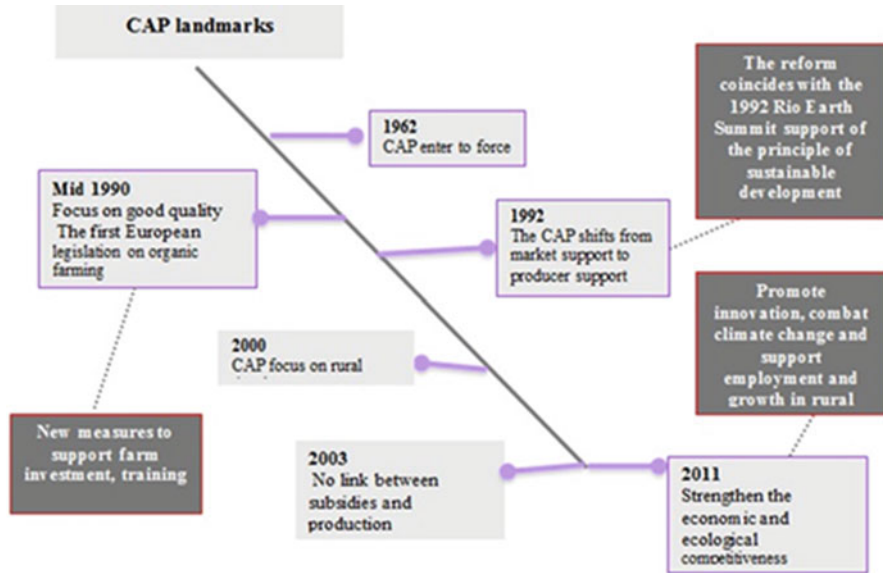 CAP landmarks
1962
CAP enter to force
The reform
coincides with the
1992 Rio Earth
Summit support of
the principle of
sustainable
development
Mid 1990
Focus on good quality
The first European
legislation on organic
farming
1992
The CAP shifts from
market support to
producer support
Promote
innovation, combat
climate change and
support
employment and
growth in rural
2000
CAP focus on rural
New measures to
support farm
investment, training
2003
No link between
subsidies and
production
2011
Strengthen the
economic and
ecological
competitiveness